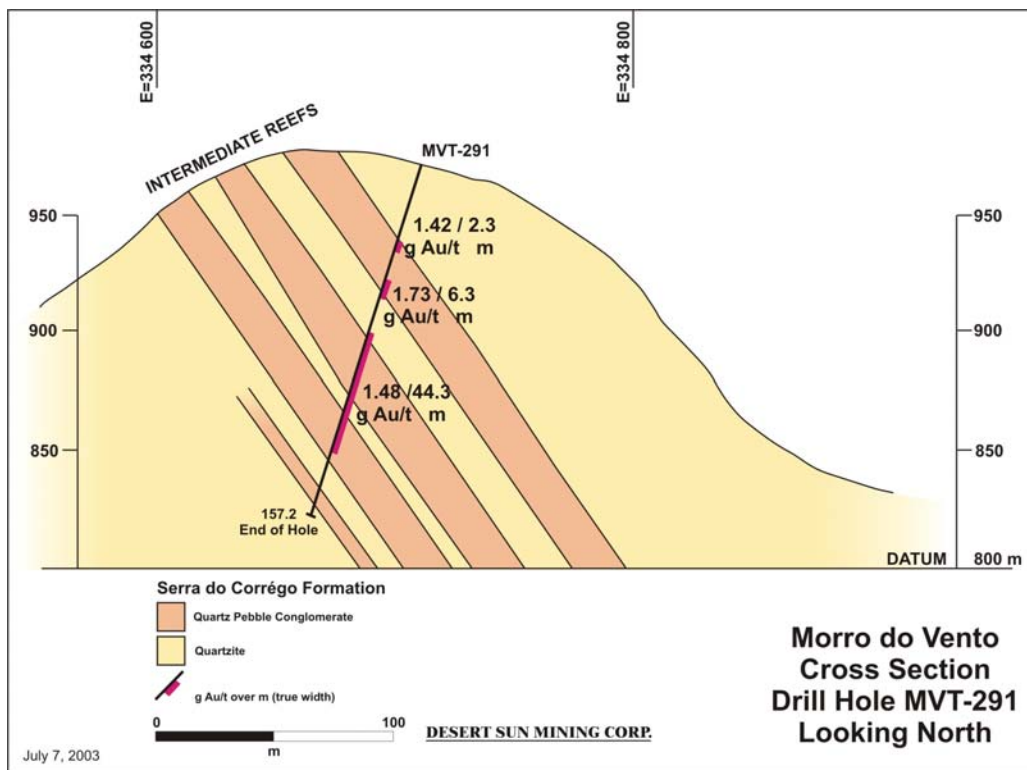 E=334 600
E=334 800
INTERMEDIATE REEFS
MVT-291
950
950
1.42 / 2.3
g Au/t m
1.73 / 6.3
g Au/t m
900
900
1.48 /44.3
g Au/t m
850
850
157.2
End of Hole
DATUM
800 m
Serra do Corrégo Formation
Quartz Pebble Conglomerate
Quartzite
g Au/t over m (true width)
0
100
m
DESERT SUN MINING CORP.
Morro do Vento
Cross Section
Drill Hole MVT-291
Looking North
July 7, 2003